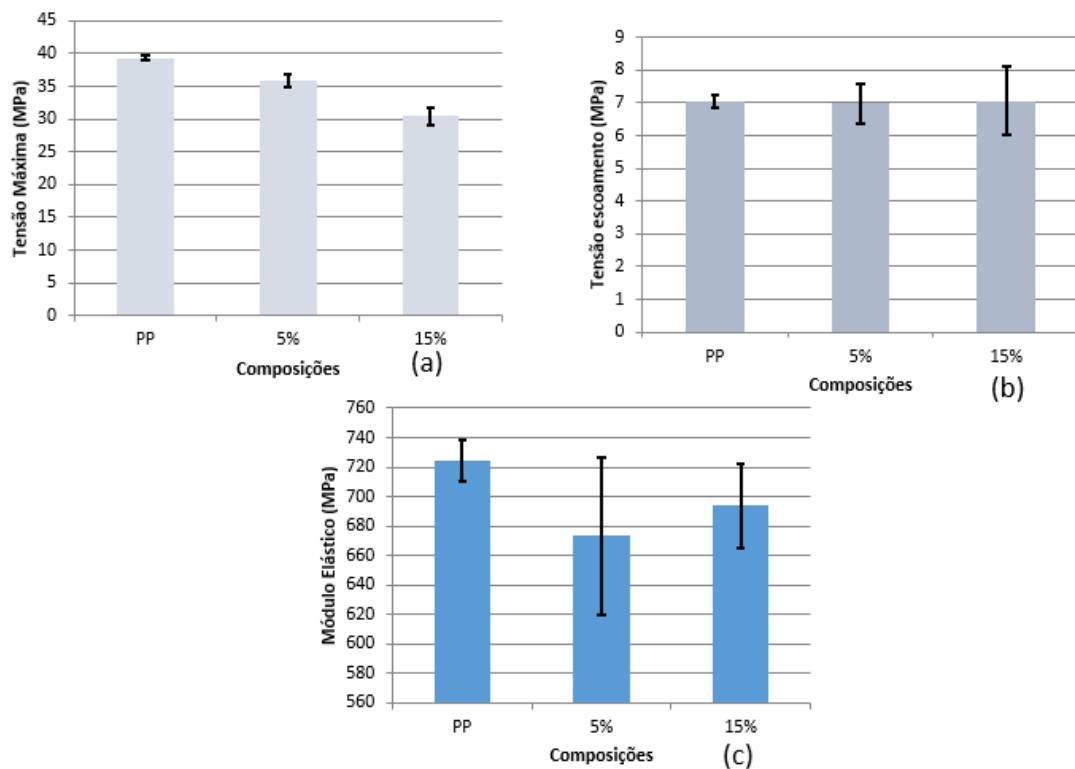 Tensão Máxima (MPa)
45
40
35
30
25
20
15
10
5
0
PP 5% 15%
Composições
(a)
Tensão escoamento (MPa)
9
8
7
6
5
4
3
2
1
0
PP 5% 15%
Composições
(b)
Módulo Elástico (MPa)
760
740
720
700
680
660
640
620
600
580
560
PP 5% 15%
Composições
(c)